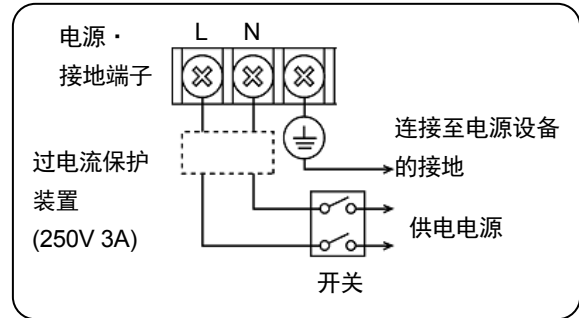 电源・
接地端子
L N
过电流保护
装置
(250V 3A)
连接至电源设备
的接地
供电电源
开关